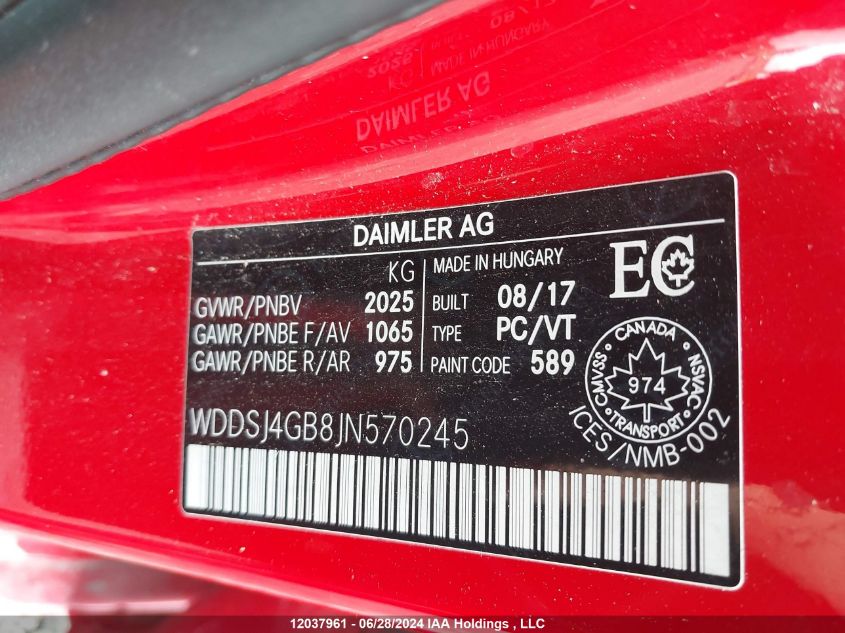 DAIMLER AG
KG
MADE IN HUNGARY
EC
GVWR/PNBV 2025 BUILT 08/17
GAWR/PNBE F/AV 1065 TYPE PC/VT
GAWR/PNBE R/AR 975 PAINT CODE 589
CANADA
CMVSS 974 NSVAC
TRANSPORT
WDDSJ4GB8JN570245
ICES/NMB-002
12037961 - 06/28/2024 IAA Holdings , LLC